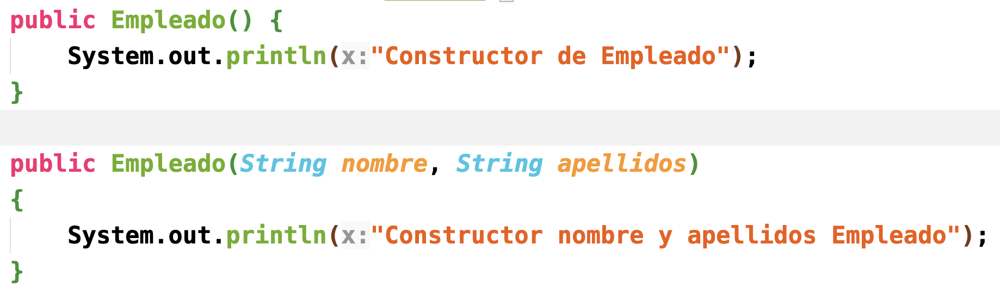 public Empleado() {
System.out.println(x:"Constructor de Empleado");
}
public Empleado(String nombre, String apellidos)
{
System.out.println(x:"Constructor nombre y apellidos Empleado");
}